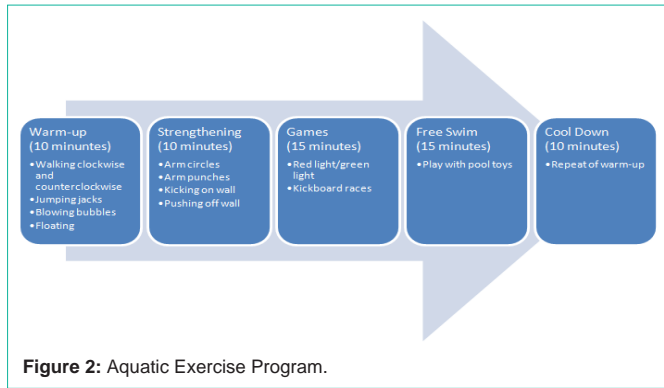 Warm-up
(10 minutes)
•Walking clockwise
and
counterclockwise
•Jumping jacks
•Blowing bubbles
•Floating
Strengthening
(10 minutes)
•Arm circles
•Arm punches
•Kicking on wall
•Pushing off wall
Games
(15 minutes)
•Red light/green
light
•Kickboard races
Free Swim
(15 minutes)
•Play with pool toys
Cool Down
(10 minutes)
•Repeat of warm-up
Figure 2: Aquatic Exercise Program.